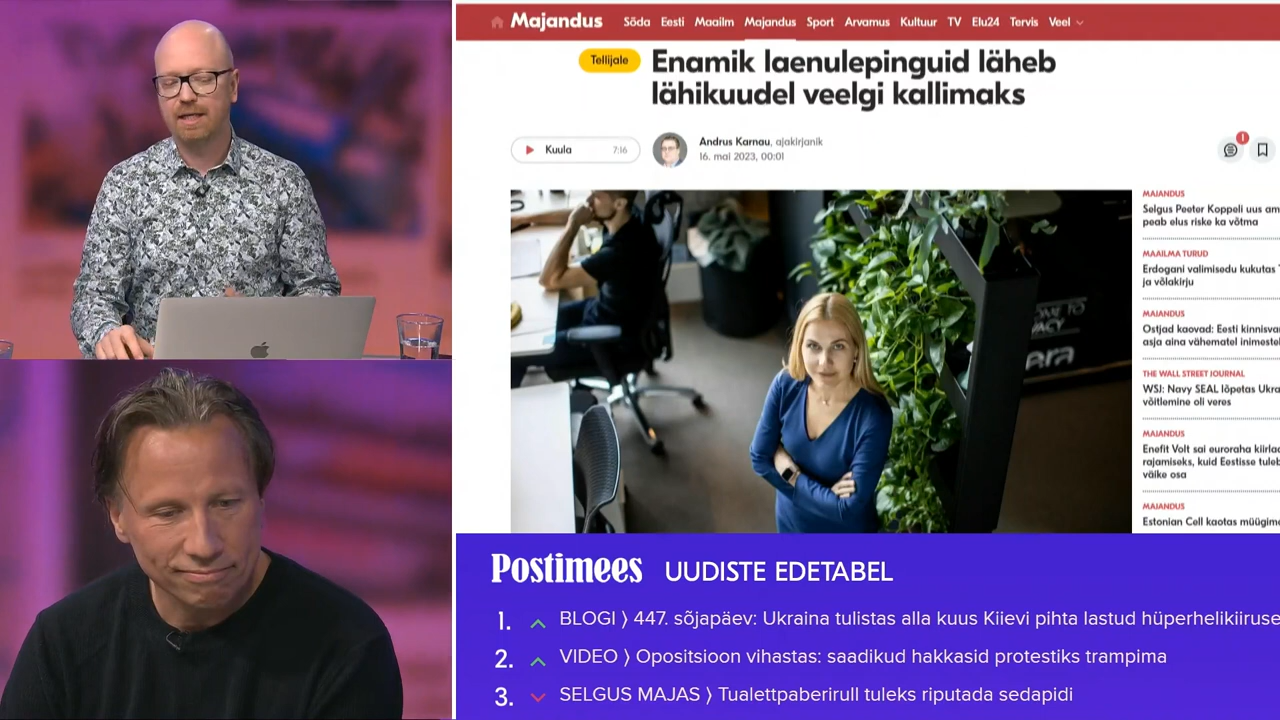 Majandus Sõda Eesti Maailm Majandus Sport Arvamus Kultuur TV Elu24 Tervis Veel
Tellijale
Enamik laenulepinguid läheb
lähikuudel veelgi kallimaks
Kuula 7:16
Andrus Karnau, ajakirjanik
16. mai 2023, 00:01
1
MAJANDUS
Selgus Peeter Koppeli uus am
peab elus riske ka võtma
MAAILMA TURUD
Erdogani valimisedu kukutas
ja võlakirju
MAJANDUS
Ostjad kaovad: Eesti kinnisva
asja aina vähematel inimeste
THE WALL STREET JOURNAL
WSJ: Navy SEAL lõpetas Ukra
võitlemine oli veres
MAJANDUS
Enefit Volt sai euroraha kiirla
rajamiseks, kuid Eestisse tuleb
väike osa
MAJANDUS
Estonian Cell kaotas müügim
Postimees UUDISTE EDETABEL
1. BLOGI ⟩ 447. sõjapäev: Ukraina tulistas alla kuus Kiievi pihta lastud hüperhelikiiruse
2. VIDEO ⟩ Opositsioon vihastas: saadikud hakkasid protestiks trampima
3. SELGUS MAJAS ⟩ Tualettpaberirull tuleks riputada sedapidi